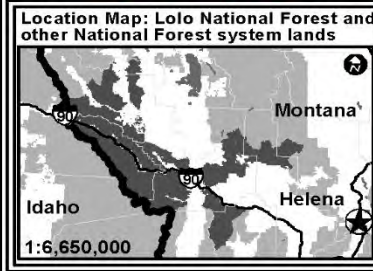 Location Map: Lolo National Forest and
other National Forest system lands
N
Montana
90
90
Helena
Idaho
1:6,650,000